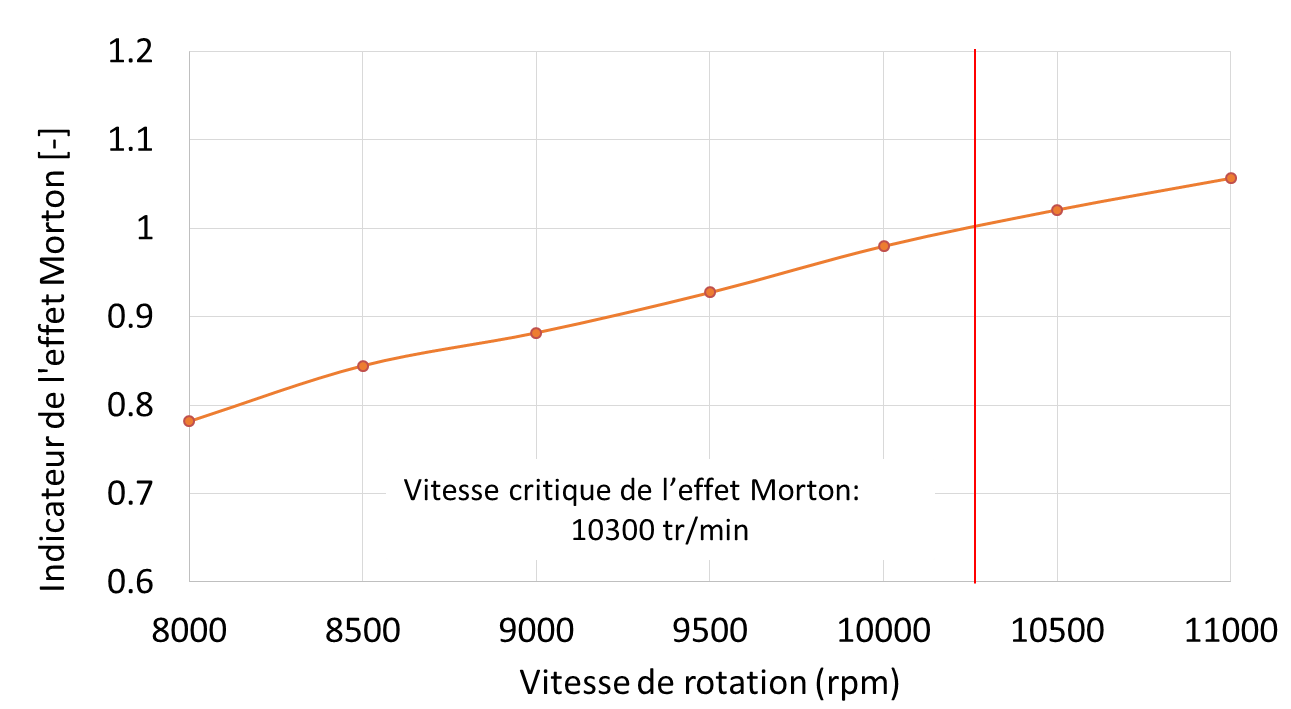 1.2
1.1
1
0.9
0.8
0.7
0.6
Indicateur de l'effet Morton [-]
Vitesse critique de l’effet Morton:
10300 tr/min
8000 8500 9000 9500 10000 10500 11000
Vitesse de rotation (rpm)